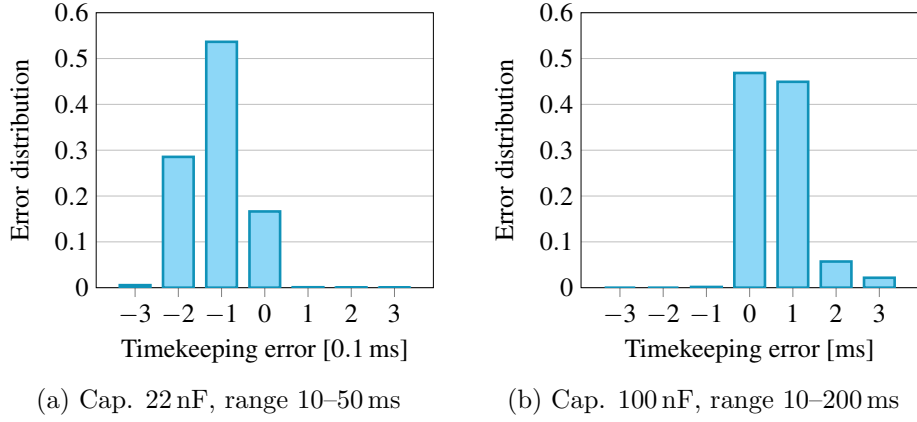 0.6
0.5
0.4
0.3
0.2
0.1
0
Error distribution
−3 −2 −1 0 1 2 3
Timekeeping error [0.1 ms]
(a) Cap. 22 nF, range 10–50 ms
0.6
0.5
0.4
0.3
0.2
0.1
0
Error distribution
−3 −2 −1 0 1 2 3
Timekeeping error [ms]
(b) Cap. 100 nF, range 10–200 ms